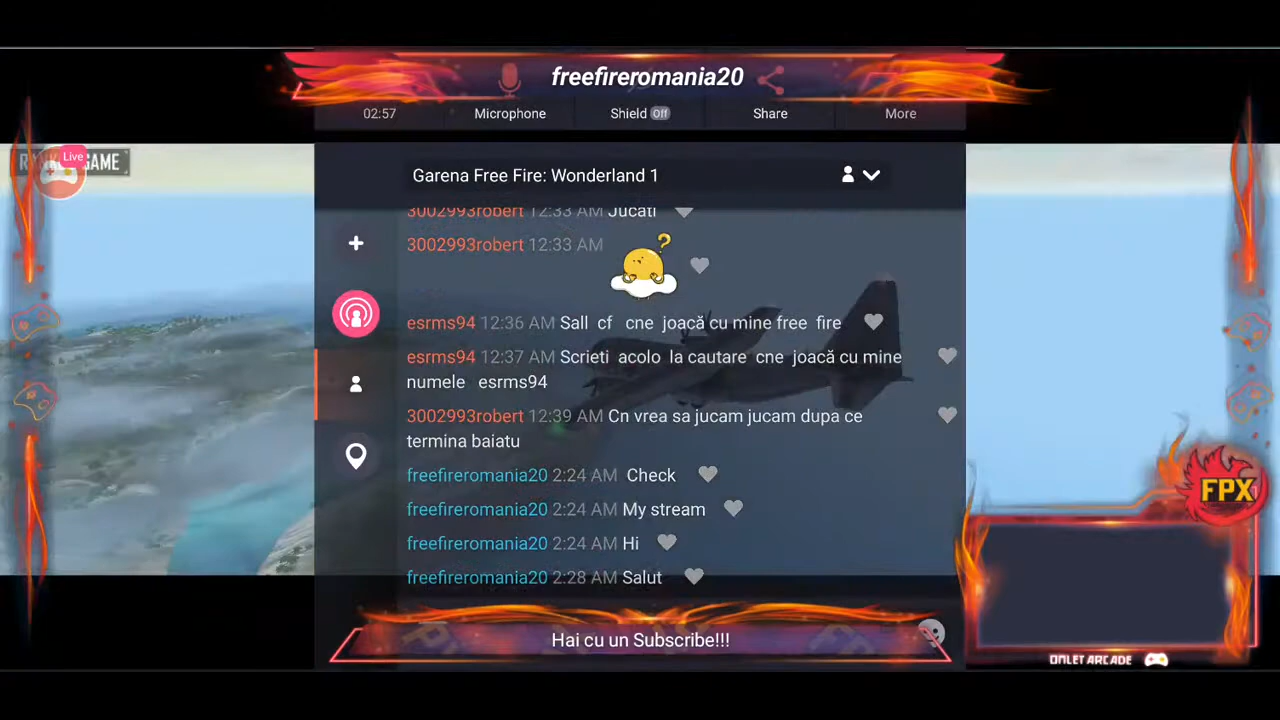 freefireromania20
02:57
Microphone
Shield Off
Share
More
Live
GAME
Garena Free Fire: Wonderland 1
3002993robert 12:33 AM Jucati
3002993robert 12:33 AM
?
esrms94 12:36 AM Sall cf cne joacă cu mine free fire
esrms94 12:37 AM Scrieti acolo la cautare cne joacă cu mine
numele esrms94
3002993robert 12:39 AM Cn vrea sa jucam jucam dupa ce
termina baiatu
freefireromania20 2:24 AM Check
freefireromania20 2:24 AM My stream
freefireromania20 2:24 AM Hi
freefireromania20 2:28 AM Salut
FPX
Hai cu un Subscribe!!!
OMLET ARCADE